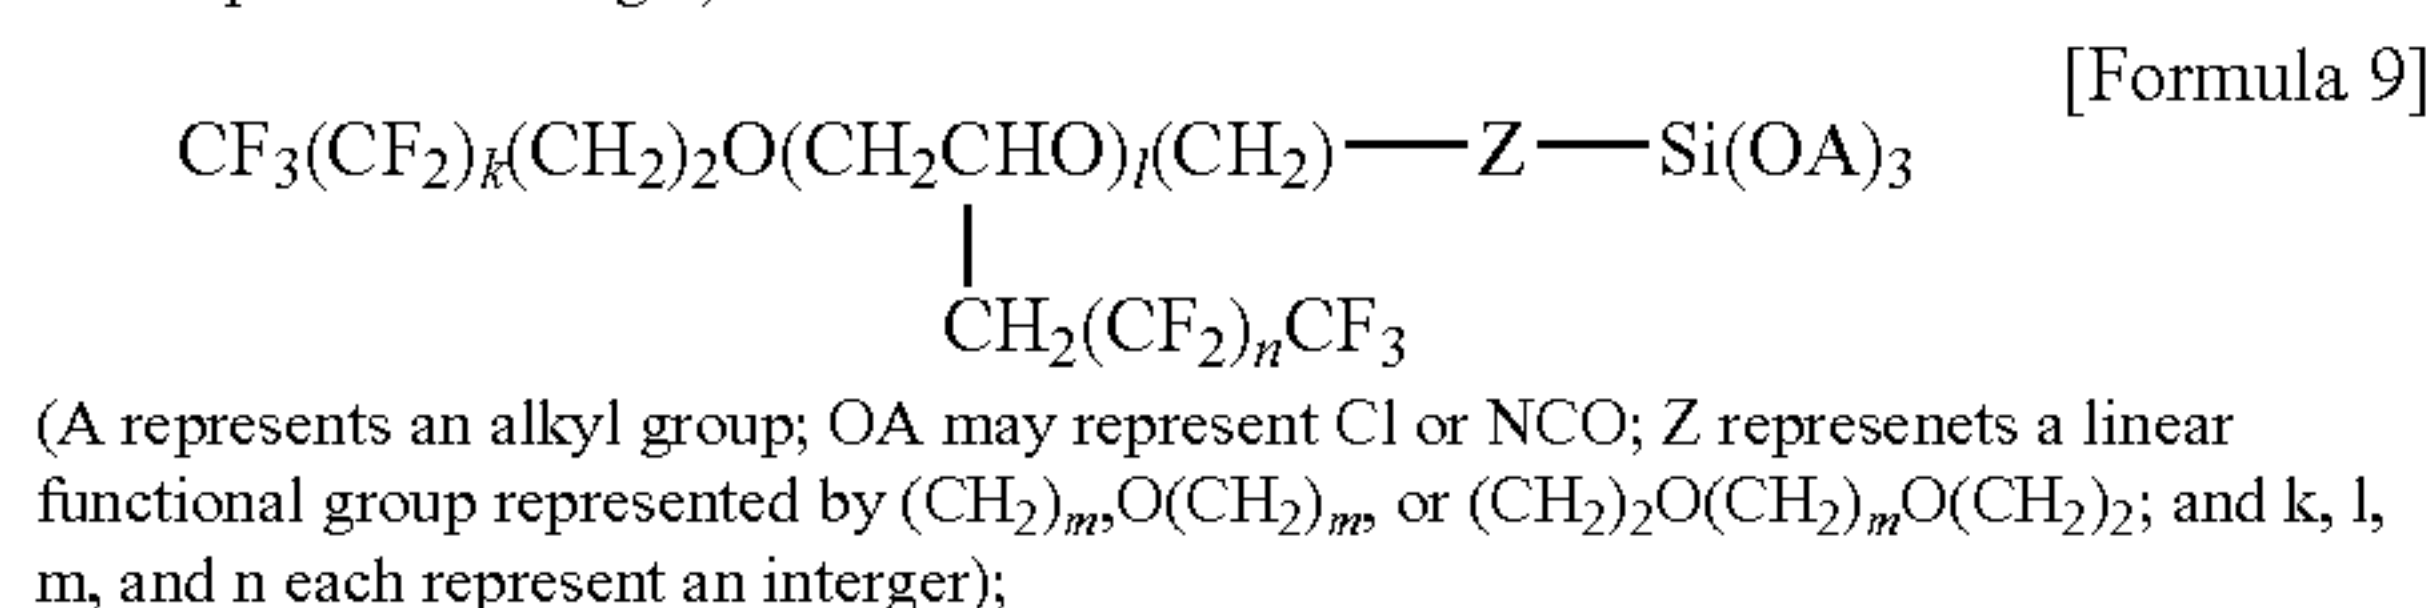 [Formula 9]
CF₃(CF₂)ₖ(CH₂)₂O(CH₂CHO)ₗ(CH₂)—Z—Si(OA)₃
CH₂(CF₂)ₙCF₃
(A represents an alkyl group; OA may represent Cl or NCO; Z represenets a linear
functional group represented by (CH₂)ₘ,O(CH₂)ₘ, or (CH₂)₂O(CH₂)ₘO(CH₂)₂; and k, l,
m, and n each represent an interger);